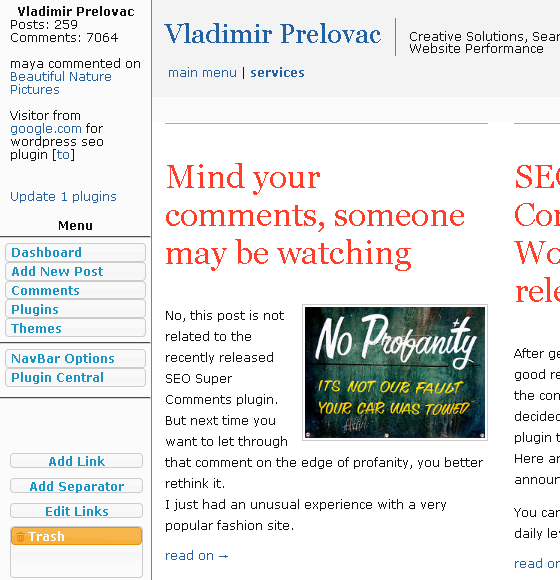 Vladimir Prelovac
Posts: 259
Comments: 7064
maya commented on
Beautiful Nature
Pictures
Visitor from
google.com for
wordpress seo
plugin [to]
Update 1 plugins
Menu
Dashboard
Add New Post
Comments
Plugins
Themes
NavBar Options
Plugin Central
Add Link
Add Separator
Edit Links
Trash
Vladimir Prelovac
Creative Solutions, Sear
Website Performance
main menu | services
Mind your
comments, someone
may be watching
No, this post is not
related to the
recently released
SEO Super
Comments plugin.
But next time you
want to let through
that comment on the edge of profanity, you better
rethink it.
I just had an unusual experience with a very
popular fashion site.
read on →
No Profanity
ITS NOT OUR FAULT
YOUR CAR WAS TOWED
SEO
Com
Wo
rele
After ge
good re
the con
decided
plugin t
Here ar
announ
You can
daily le
read on